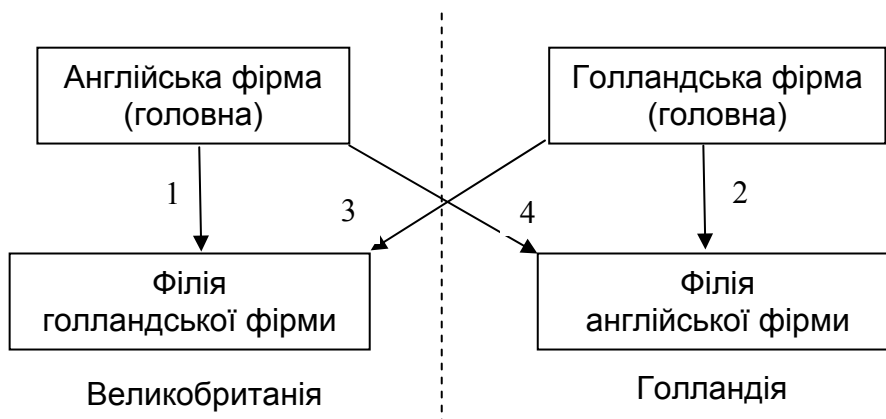 Англійська фірма
(головна)
Голландська фірма
(головна)
1
3
4
2
Філія
голландської фірми
Філія
англійської фірми
Великобританія
Голландія